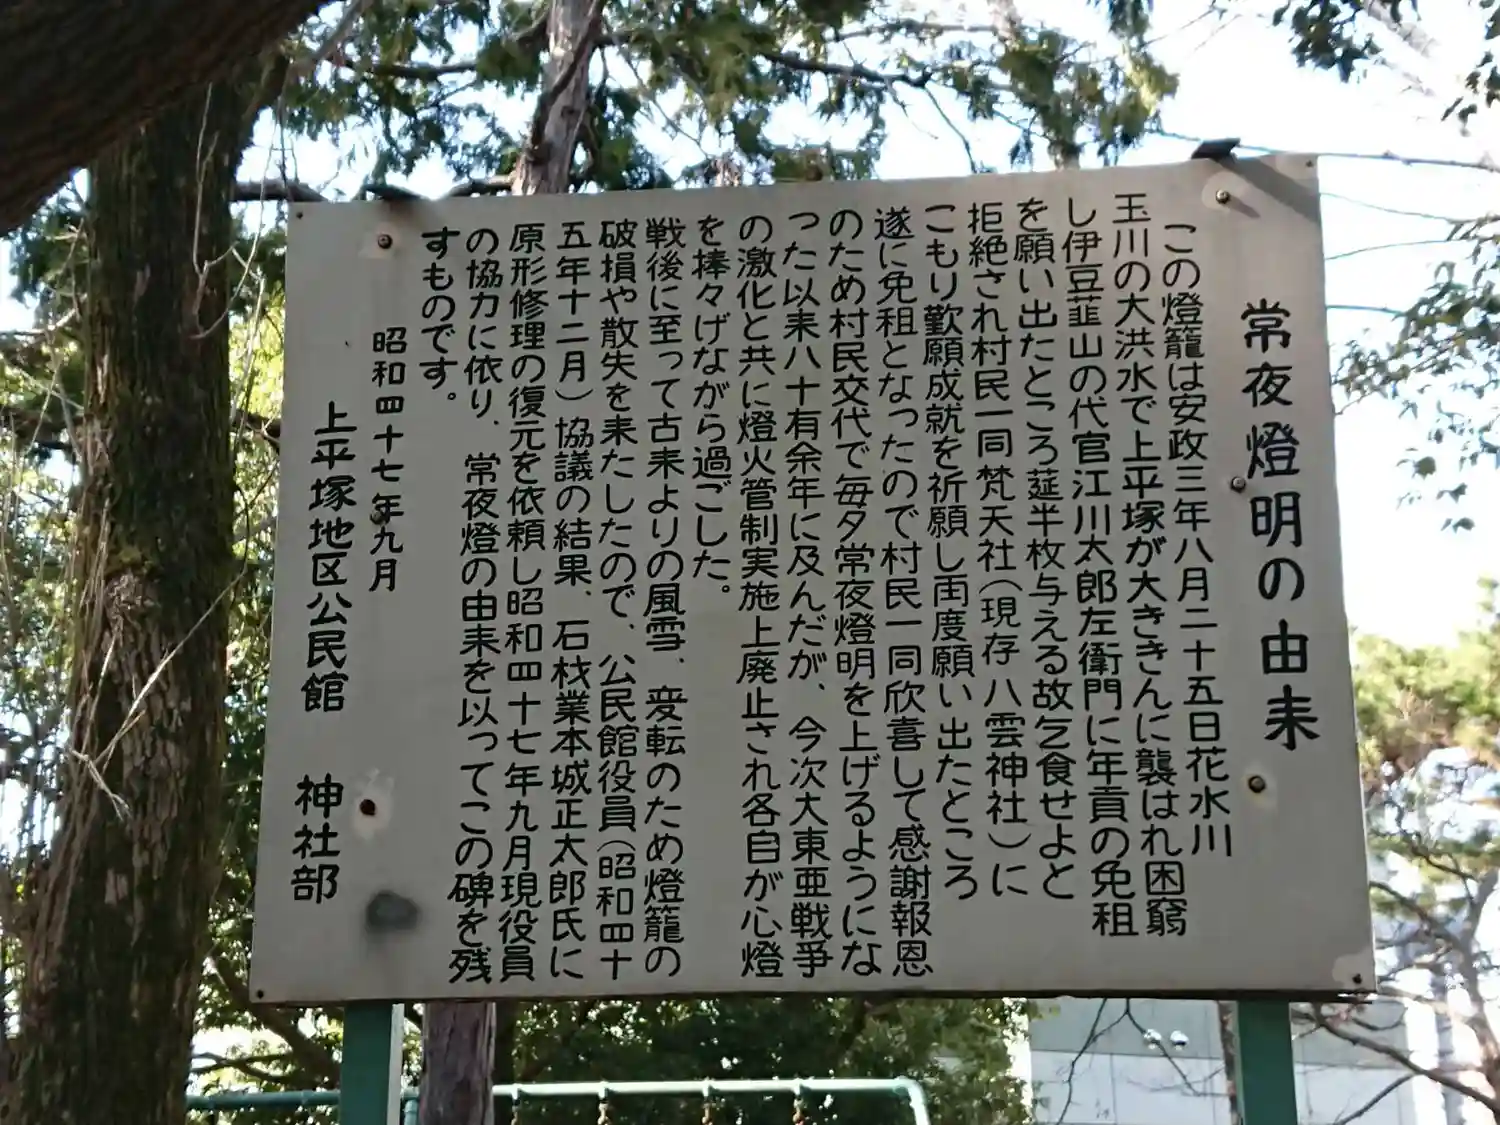 常夜燈明の由来
この燈籠は安政三年八月二十五日花水川
玉川の大洪水で上平塚が大ききんに襲はれ困窮
し伊豆韮山の代官江川太郎左衛門に年貢の免租
を願い出たところ莚半枚与える故乞食せよと
拒絶され村民一同梵天社(現存八雲神社)に
こもり歎願成就を祈願し再度願い出たところ
遂に免租となったので村民一同欣喜して感謝報恩
のため村民交代で毎夕常夜燈明を上げるようにな
った以来八十有余年に及んだが、今次大東亜戦爭
の激化と共に燈火管制実施上廃止され各自が心燈
を捧々げながら過ごした。
戦後に至って古来よりの風雪、変転のため燈籠の
破損や散失を来たしたので、公民館役員(昭和四十
五年十二月)協議の結果、石材業本城正太郎氏に
原形修理の復元を依頼し昭和四十七年九月現役員
の協力に依り、常夜燈の由来を以ってこの碑を残
すものです。
昭和四十七年九月
上平塚地区公民館 神社部